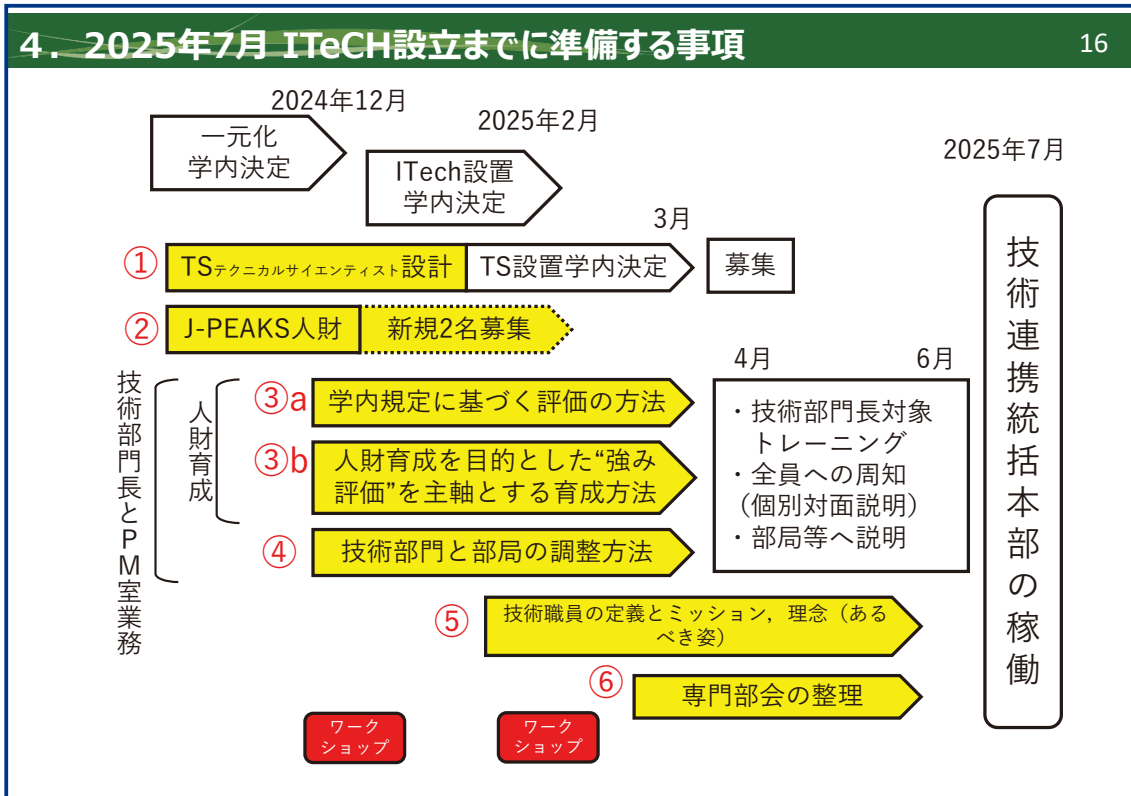 ４．2025年7月 ITeCH設立までに準備する事項
16
2024年12月
一元化
学内決定
2025年2月
ITech設置
学内決定
2025年7月
3月
① TSテクニカルサイエンティスト設計
TS設置学内決定
募集
② J-PEAKS人財
新規2名募集
技術部門長とＰＭ室業務
人財育成
③a 学内規定に基づく評価の方法
③b 人財育成を目的とした“強み
評価”を主軸とする育成方法
④ 技術部門と部局の調整方法
4月
6月
・技術部門長対象
トレーニング
・全員への周知
（個別対面説明）
・部局等へ説明
⑤ 技術職員の定義とミッション，理念（ある
べき姿）
⑥ 専門部会の整理
ワーク
ショップ
ワーク
ショップ
技術連携統括本部の稼働